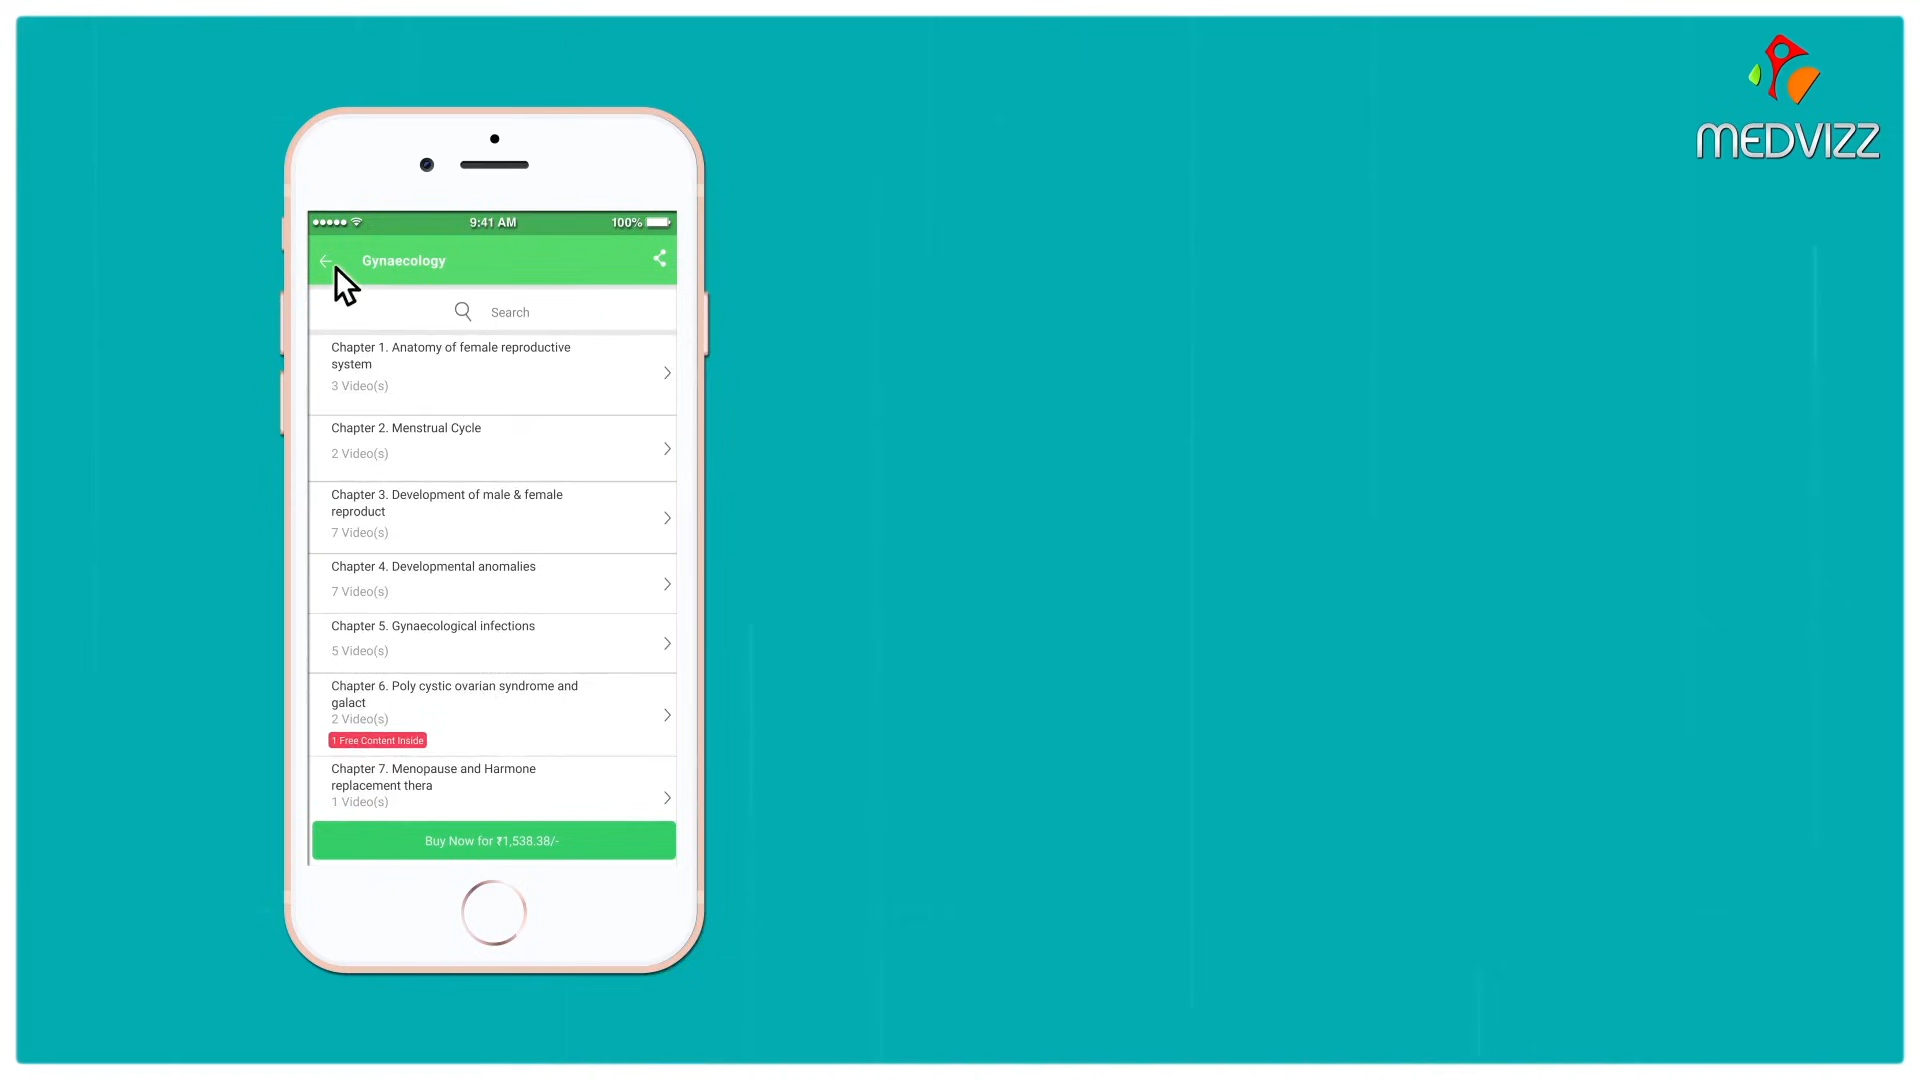 MEDVIZZ
9:41 AM
100%
Gynaecology
Search
Chapter 1. Anatomy of female reproductive
system
3 Video(s)
Chapter 2. Menstrual Cycle
2 Video(s)
Chapter 3. Development of male & female
reproduct
7 Video(s)
Chapter 4. Developmental anomalies
7 Video(s)
Chapter 5. Gynaecological infections
5 Video(s)
Chapter 6. Poly cystic ovarian syndrome and
galact
2 Video(s)
1 Free Content Inside
Chapter 7. Menopause and Harmone
replacement thera
1 Video(s)
Buy Now for ₹1,538.38/-